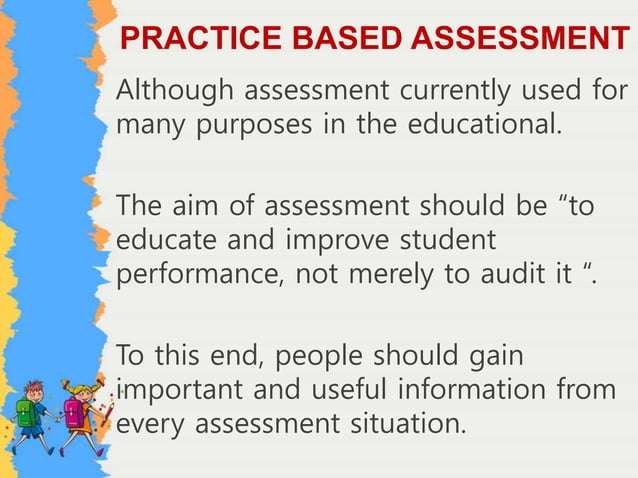 PRACTICE BASED ASSESSMENT
Although assessment currently used for
many purposes in the educational.
The aim of assessment should be “to
educate and improve student
performance, not merely to audit it “.
To this end, people should gain
important and useful information from
every assessment situation.